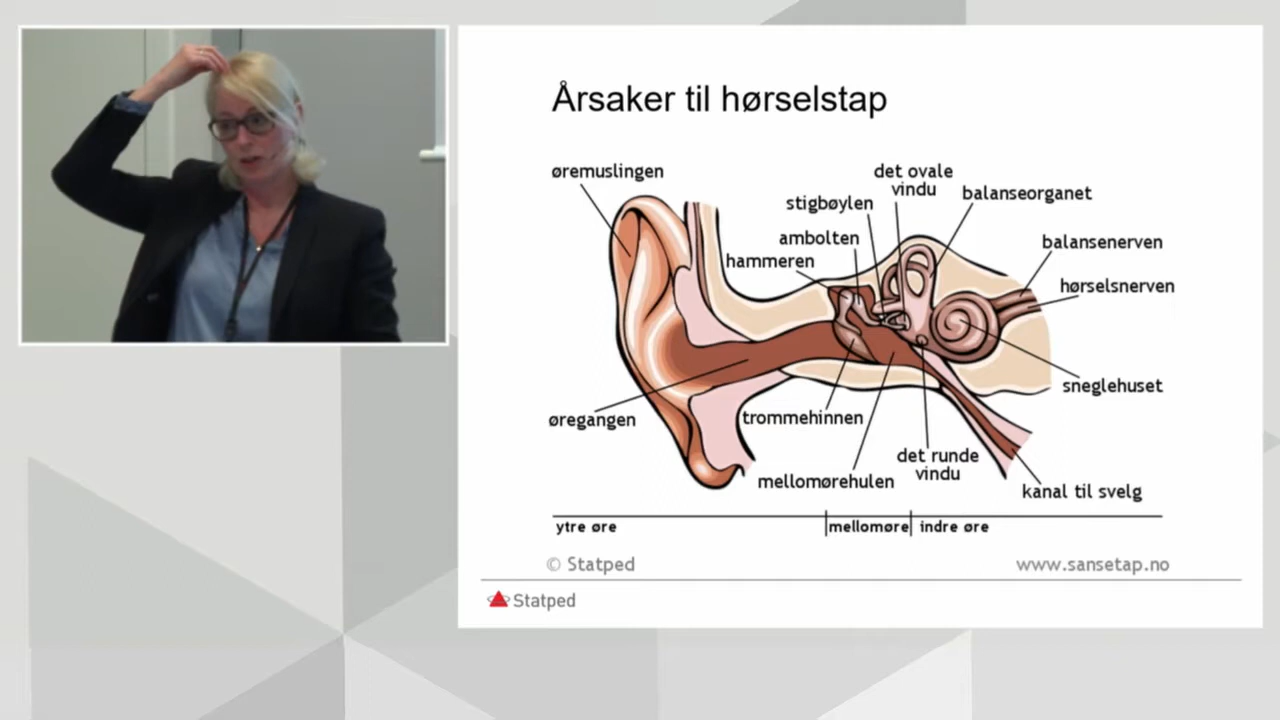 Årsaker til hørselstap
øremuslingen
det ovale
vindu
stigbøylen
balanseorganet
ambolten
hammeren
balansenerven
hørselsnerven
sneglehuset
øregangen
trommehinnen
det runde
vindu
mellomørehulen
kanal til svelg
ytre øre
mellomøre
indre øre
© Statped
www.sansetap.no
Statped